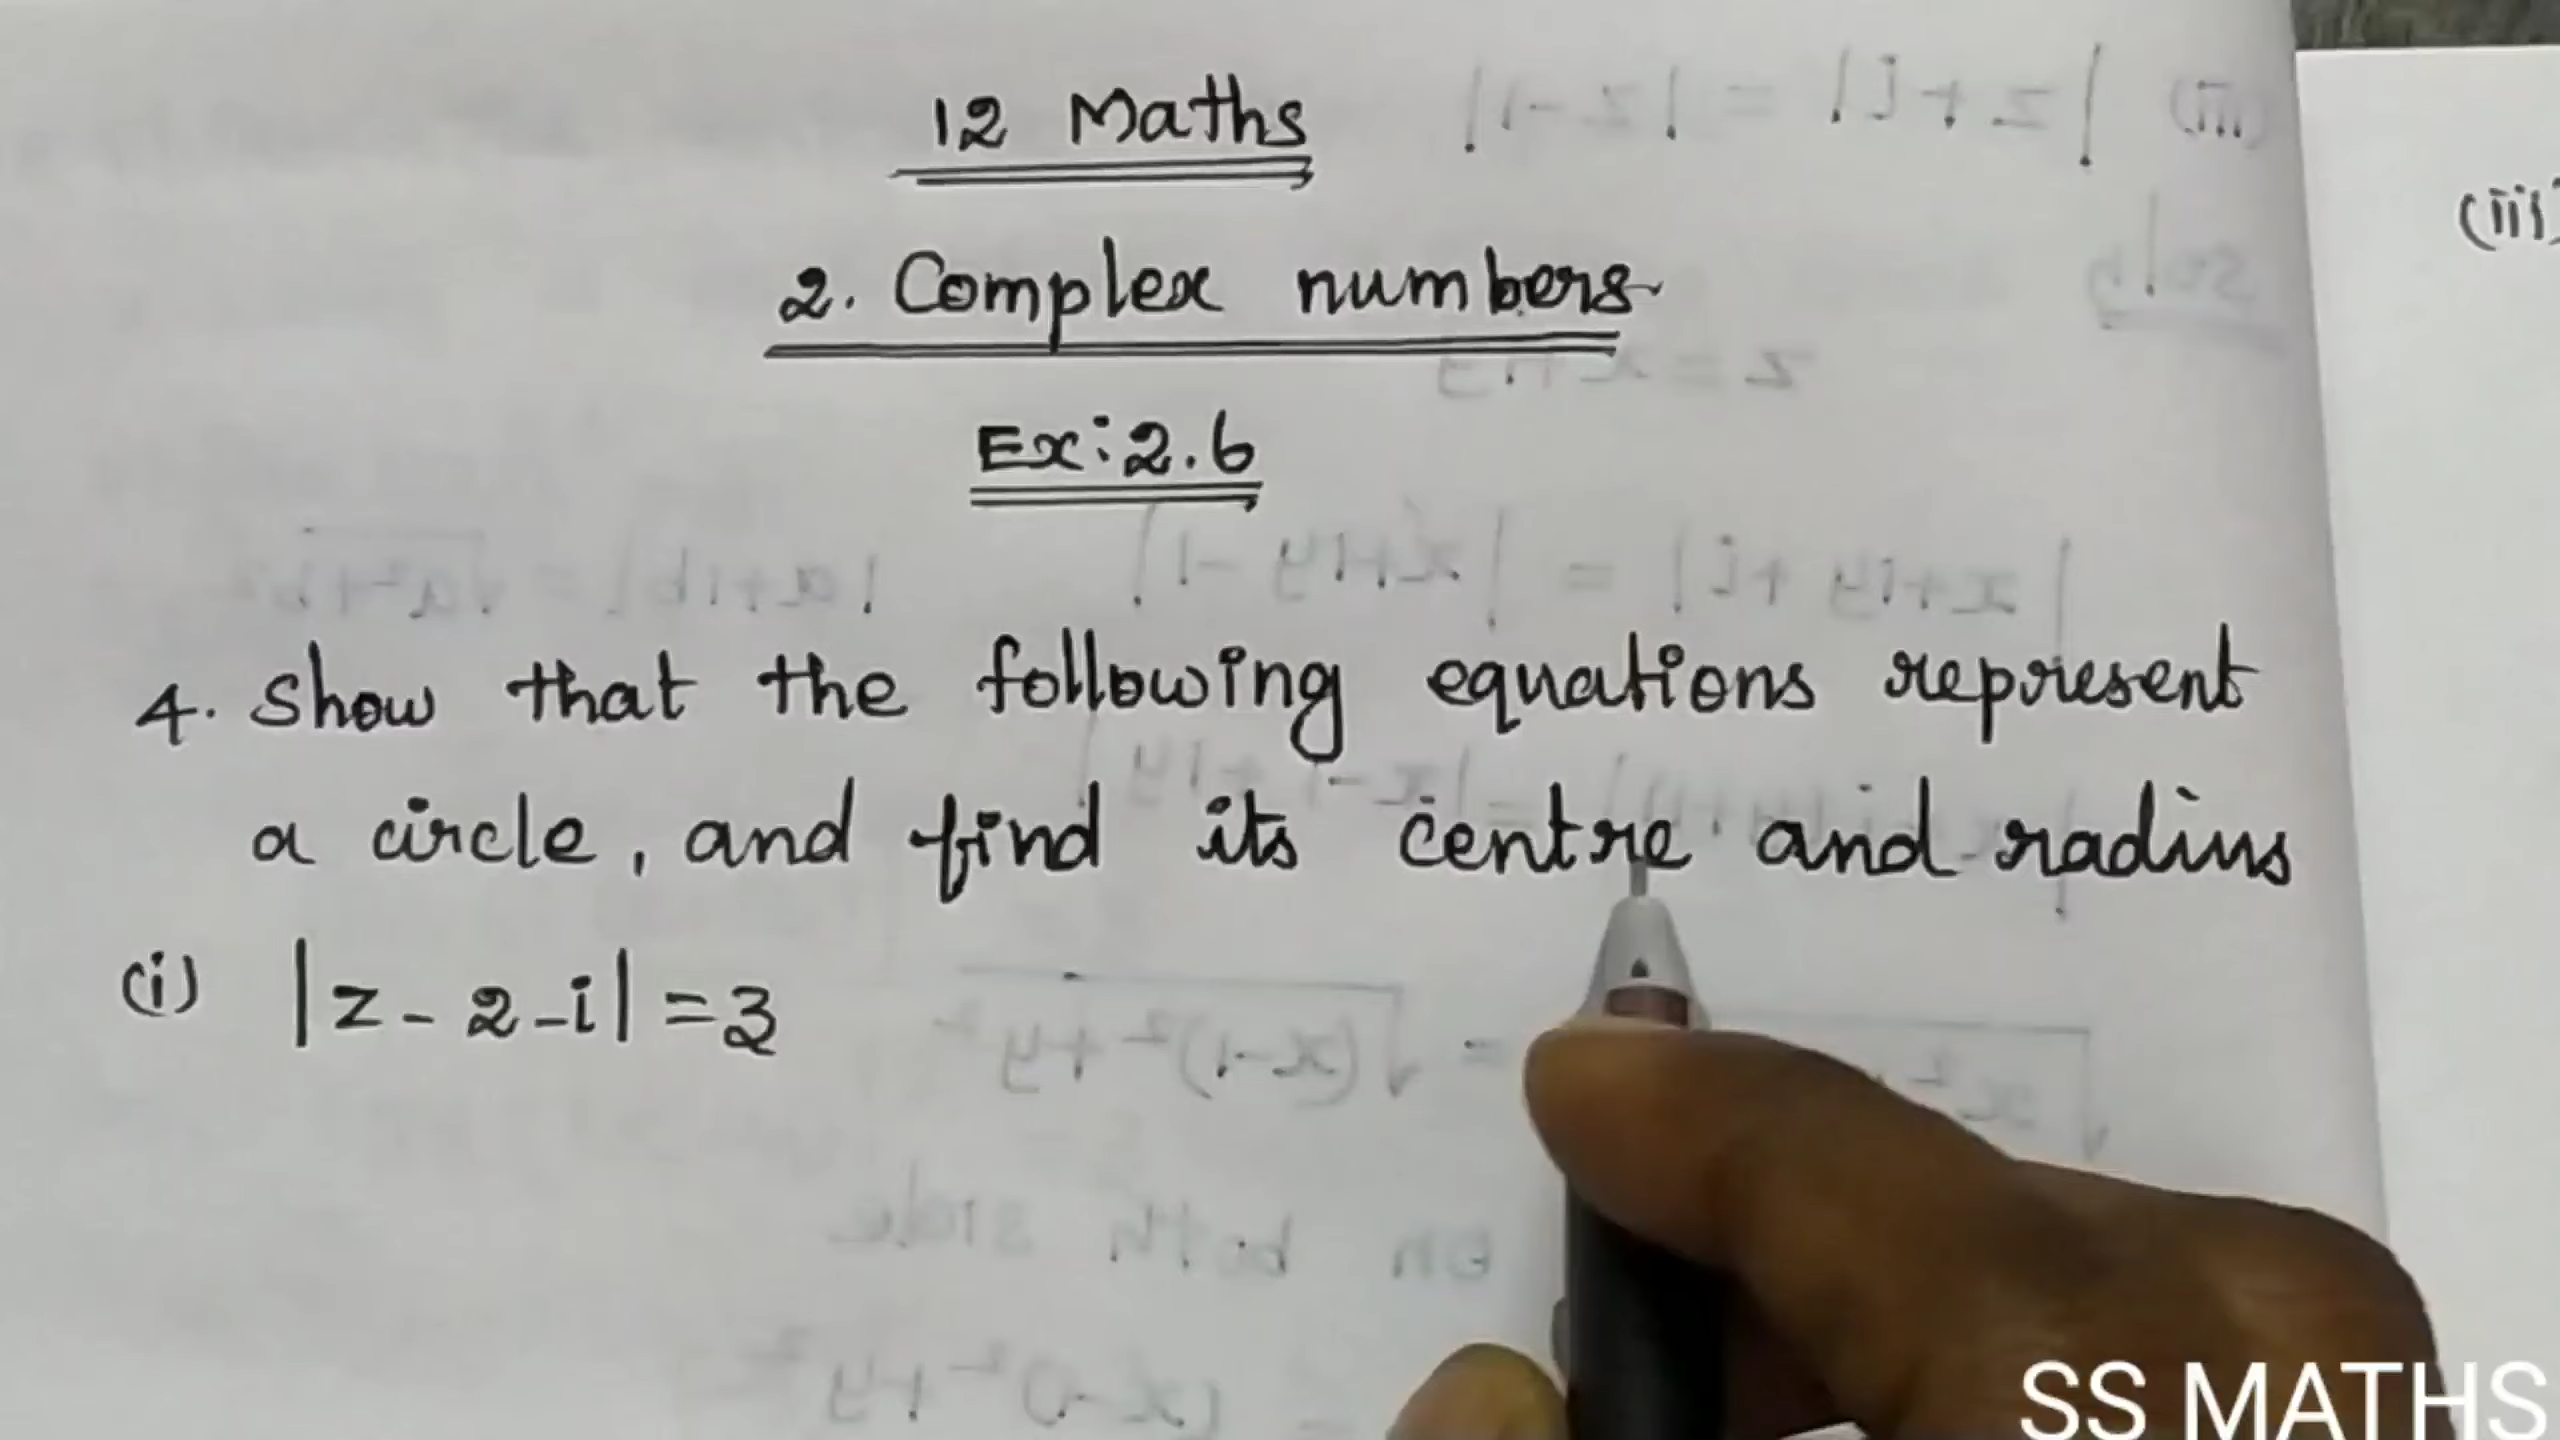 12 Maths
2. Complex numbers
Ex: 2.6
4. Show that the following equations represent
a circle, and find its centre and radius
(i) |z - 2 - i| = 3
(iii)
SS MATHS